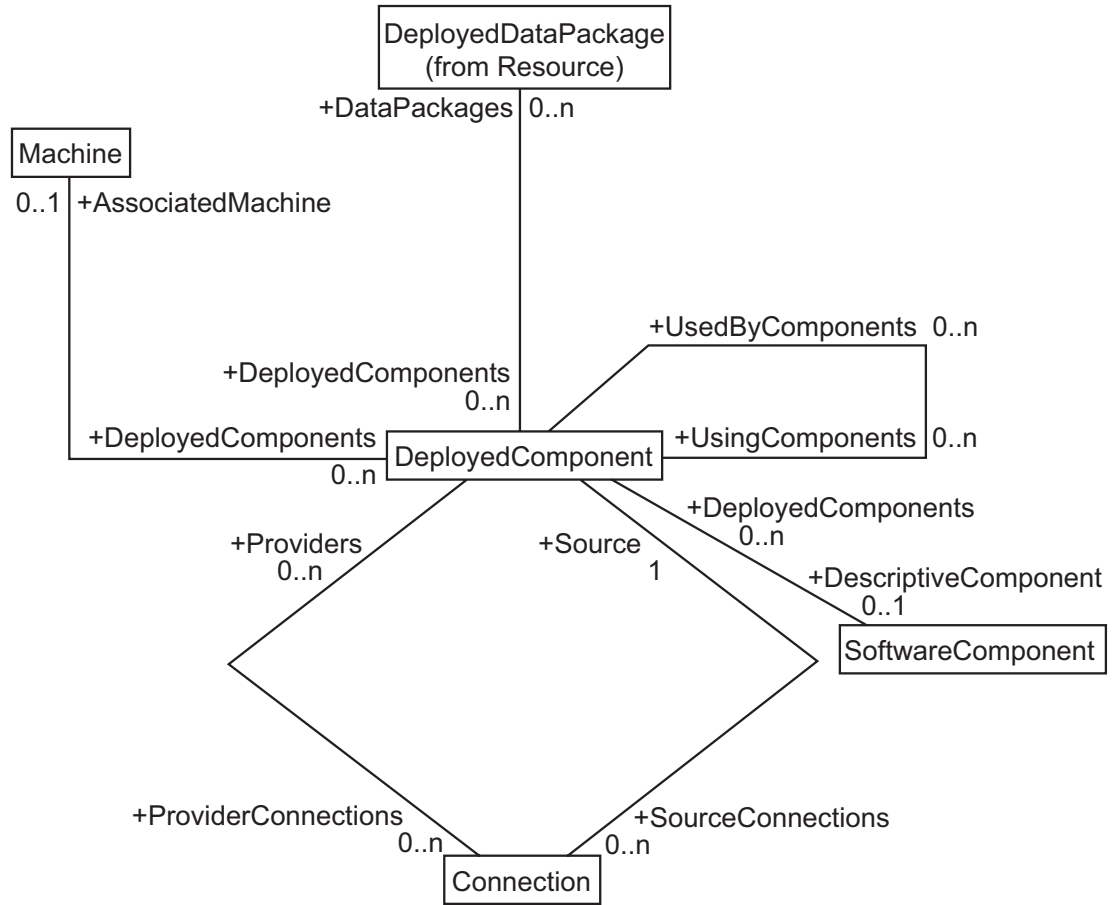 DeployedDataPackage
(from Resource)
+DataPackages 0..n
Machine
0..1 +AssociatedMachine
+UsedByComponents 0..n
+DeployedComponents
0..n
+DeployedComponents
0..n
DeployedComponent
+UsingComponents 0..n
+DeployedComponents
0..n
+Providers
0..n
+Source
1
+DescriptiveComponent
0..1
SoftwareComponent
+ProviderConnections
0..n
+SourceConnections
0..n
Connection